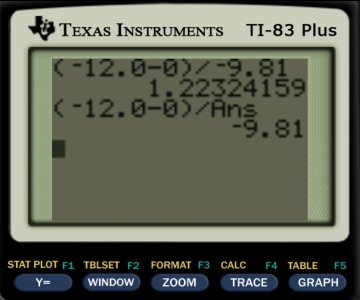 TEXAS INSTRUMENTS TI-83 Plus
(-12.0-0)/-9.81
1.22324159
(-12.0-0)/Ans
-9.81
STAT PLOT F1 TBLSET F2 FORMAT F3 CALC F4 TABLE F5
Y= WINDOW ZOOM TRACE GRAPH